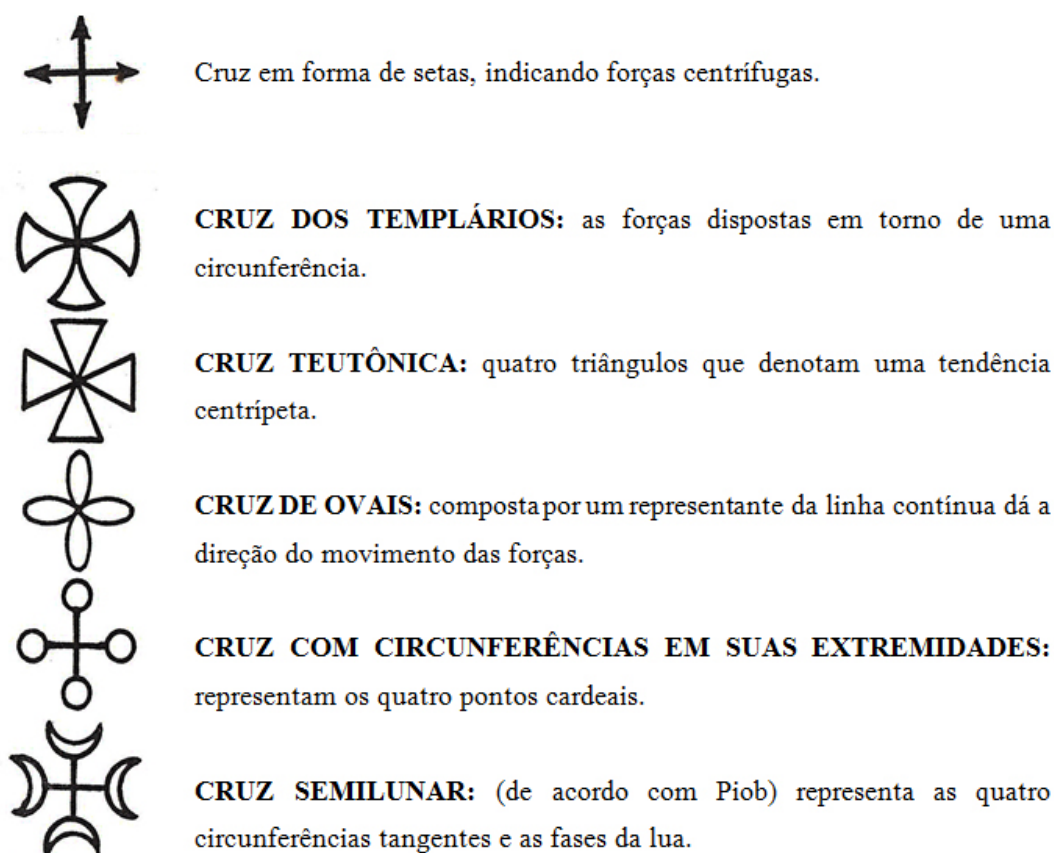 Cruz em forma de setas, indicando forças centrífugas.
CRUZ DOS TEMPLÁRIOS: as forças dispostas em torno de uma
circunferência.
CRUZ TEUTÔNICA: quatro triângulos que denotam uma tendência
centrípeta.
CRUZ DE OVAIS: composta por um representante da linha contínua dá a
direção do movimento das forças.
CRUZ COM CIRCUNFERÊNCIAS EM SUAS EXTREMIDADES:
representam os quatro pontos cardeais.
CRUZ SEMILUNAR: (de acordo com Piob) representa as quatro
circunferências tangentes e as fases da lua.